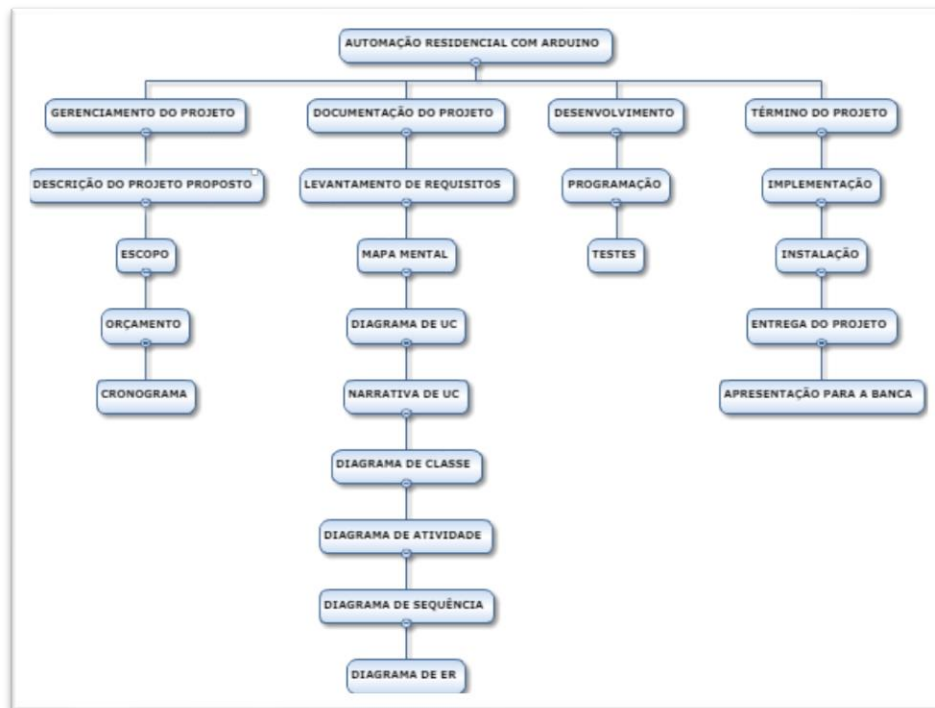 AUTOMAÇÃO RESIDENCIAL COM ARDUINO
GERENCIAMENTO DO PROJETO
DESCRIÇÃO DO PROJETO PROPOSTO
ESCOPO
ORÇAMENTO
CRONOGRAMA
DOCUMENTAÇÃO DO PROJETO
LEVANTAMENTO DE REQUISITOS
MAPA MENTAL
DIAGRAMA DE UC
NARRATIVA DE UC
DIAGRAMA DE CLASSE
DIAGRAMA DE ATIVIDADE
DIAGRAMA DE SEQUÊNCIA
DIAGRAMA DE ER
DESENVOLVIMENTO
PROGRAMAÇÃO
TESTES
TÉRMINO DO PROJETO
IMPLEMENTAÇÃO
INSTALAÇÃO
ENTREGA DO PROJETO
APRESENTAÇÃO PARA A BANCA